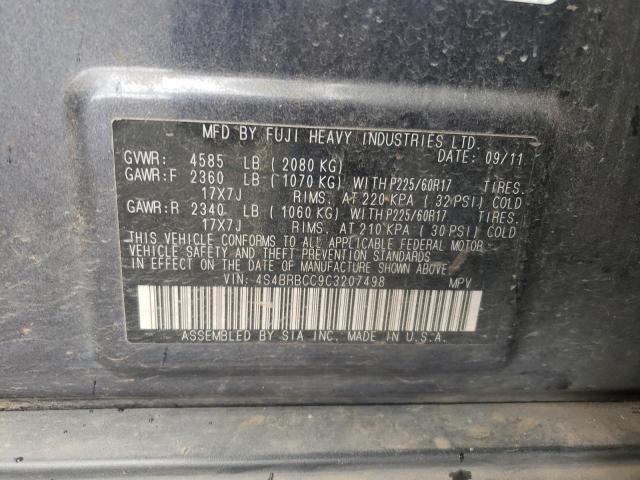 MFD BY FUJI HEAVY INDUSTRIES LTD.
GVWR: 4585 LB ( 2080 KG) DATE: 09/11
GAWR:F 2360 LB ( 1070 KG) WITH P225/60R17 TIRES.
17X7J RIMS. AT 220 KPA ( 32 PSI) COLD
GAWR:R 2340 LB ( 1060 KG) WITH P225/60R17 TIRES.
17X7J RIMS. AT 210 KPA ( 30 PSI) COLD
THIS VEHICLE CONFORMS TO ALL APPLICABLE FEDERAL MOTOR
VEHICLE SAFETY AND THEFT PREVENTION STANDARDS
IN EFFECT ON THE DATE OF MANUFACTURE SHOWN ABOVE.
VIN: 4S4BRBCC9C3207498 MPV
ASSEMBLED BY SIA INC. MADE IN U.S.A.